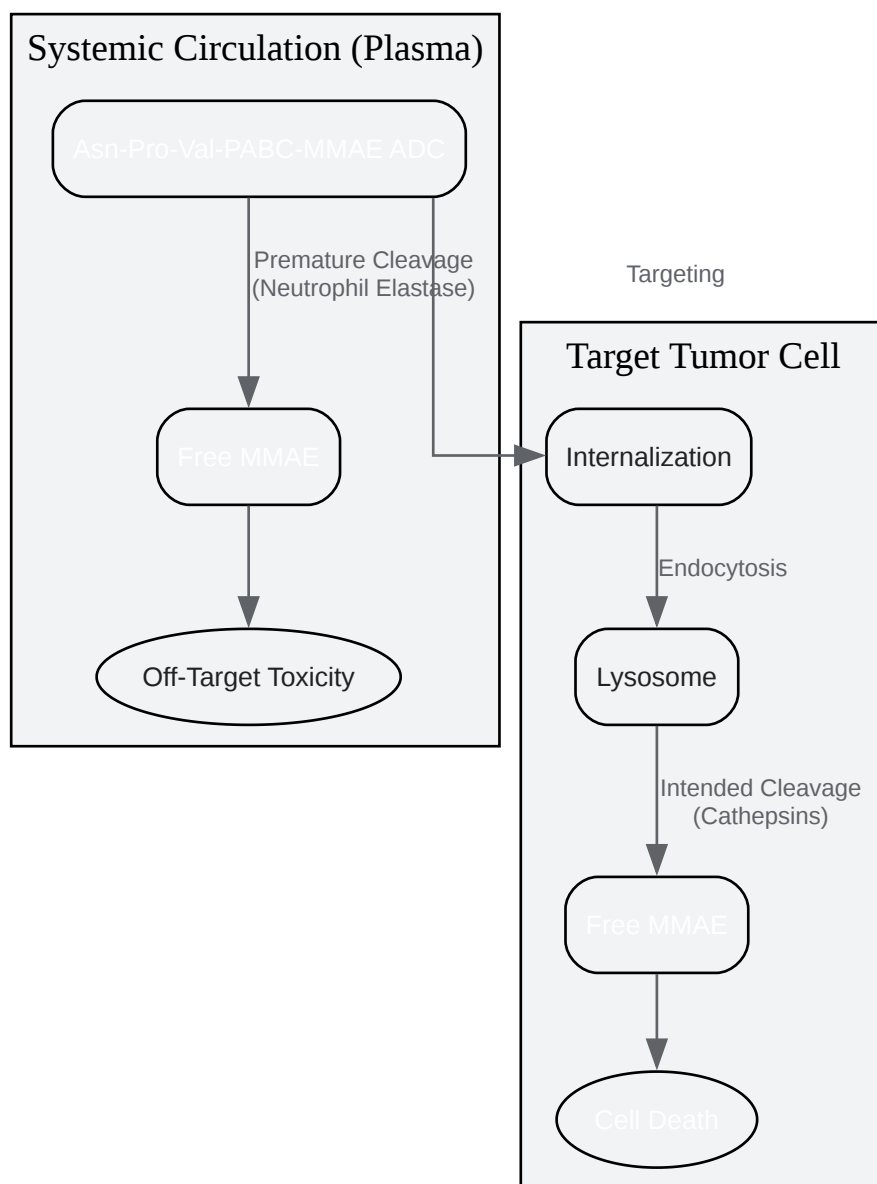 Systemic Circulation (Plasma)
Asn-Pro-Val-PABC-MMAE ADC
Premature Cleavage
(Neutrophil Elastase)
Targeting
Target Tumor Cell
Free MMAE
Internalization
Endocytosis
Off-Target Toxicity
Lysosome
Intended Cleavage
(Cathepsins)
Free MMAE
Cell Death